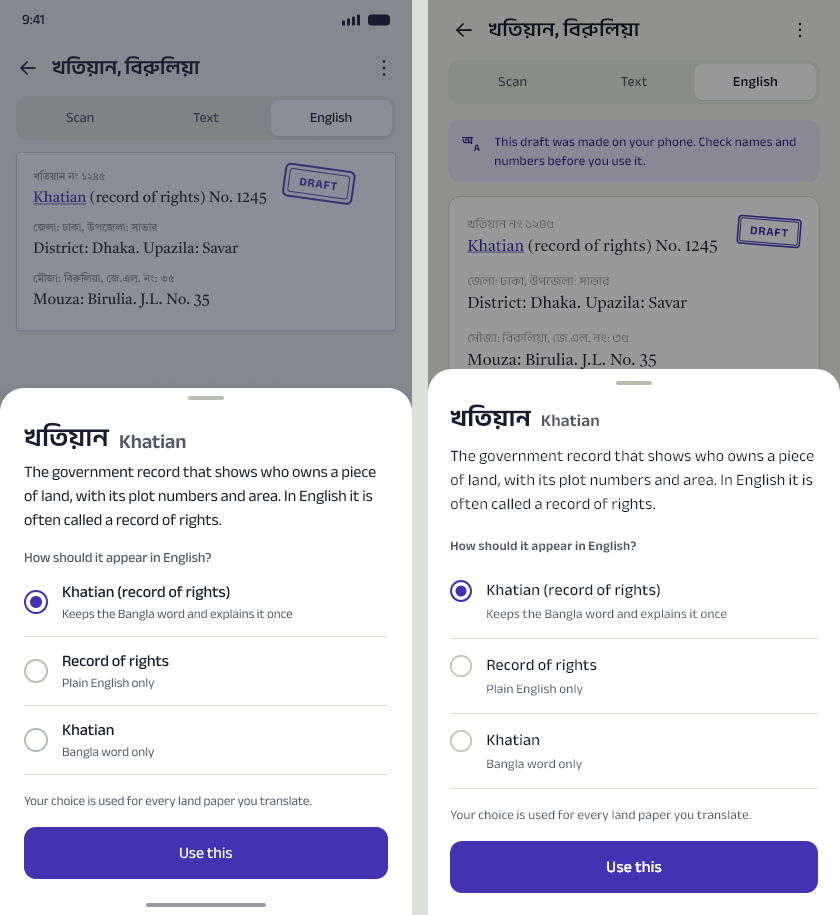 9:41
খতিয়ান, বিরুলিয়া
Scan Text English
খতিয়ান নং ১২৪৫
Khatian (record of rights) No. 1245
DRAFT
জেলা: ঢাকা, উপজেলা: সাভার
District: Dhaka. Upazila: Savar
মৌজা: বিরুলিয়া, জে.এল. নং: ৩৫
Mouza: Birulia. J.L. No. 35
খতিয়ান Khatian
The government record that shows who owns a piece
of land, with its plot numbers and area. In English it is
often called a record of rights.
How should it appear in English?
Khatian (record of rights)
Keeps the Bangla word and explains it once
Record of rights
Plain English only
Khatian
Bangla word only
Your choice is used for every land paper you translate.
Use this
খতিয়ান, বিরুলিয়া
Scan Text English
অ A
This draft was made on your phone. Check names and
numbers before you use it.
খতিয়ান নং ১২৪৫
Khatian (record of rights) No. 1245
DRAFT
জেলা: ঢাকা, উপজেলা: সাভার
District: Dhaka. Upazila: Savar
মৌজা: বিরুলিয়া, জে.এল. নং: ৩৫
Mouza: Birulia. J.L. No. 35
খতিয়ান Khatian
The government record that shows who owns a piece
of land, with its plot numbers and area. In English it is
often called a record of rights.
How should it appear in English?
Khatian (record of rights)
Keeps the Bangla word and explains it once
Record of rights
Plain English only
Khatian
Bangla word only
Your choice is used for every land paper you translate.
Use this